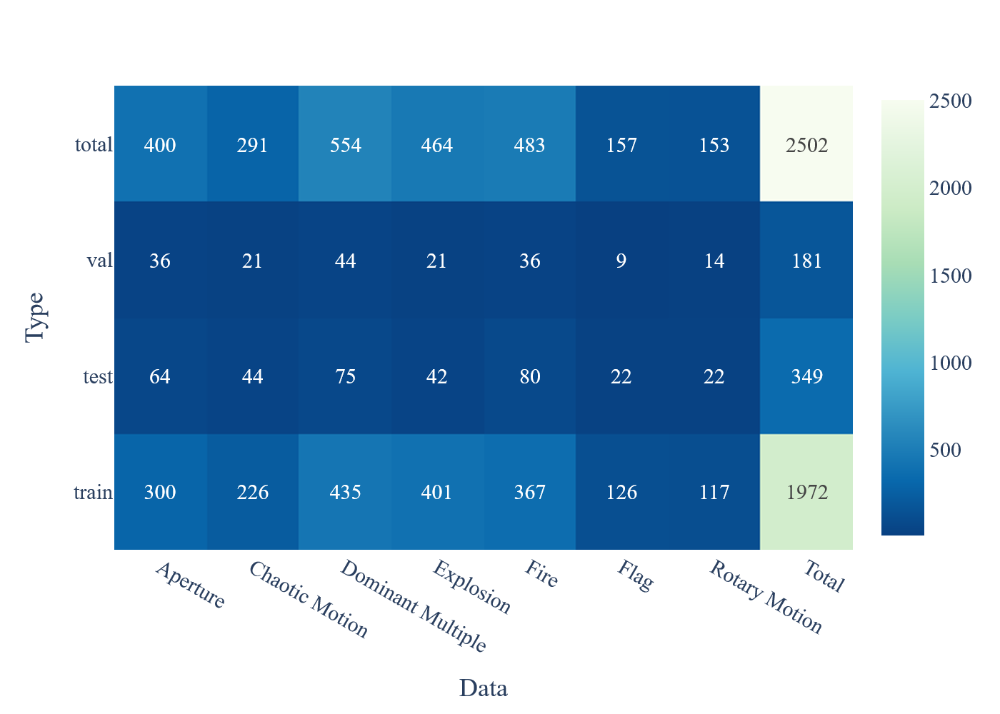 total 400 291 554 464 483 157 153 2502
val 36 21 44 21 36 9 14 181
test 64 44 75 42 80 22 22 349
train 300 226 435 401 367 126 117 1972
Aperture
Chaotic Motion
Dominant Multiple
Explosion
Fire
Flag
Rotary Motion
Total
Data
Type
2500
2000
1500
1000
500